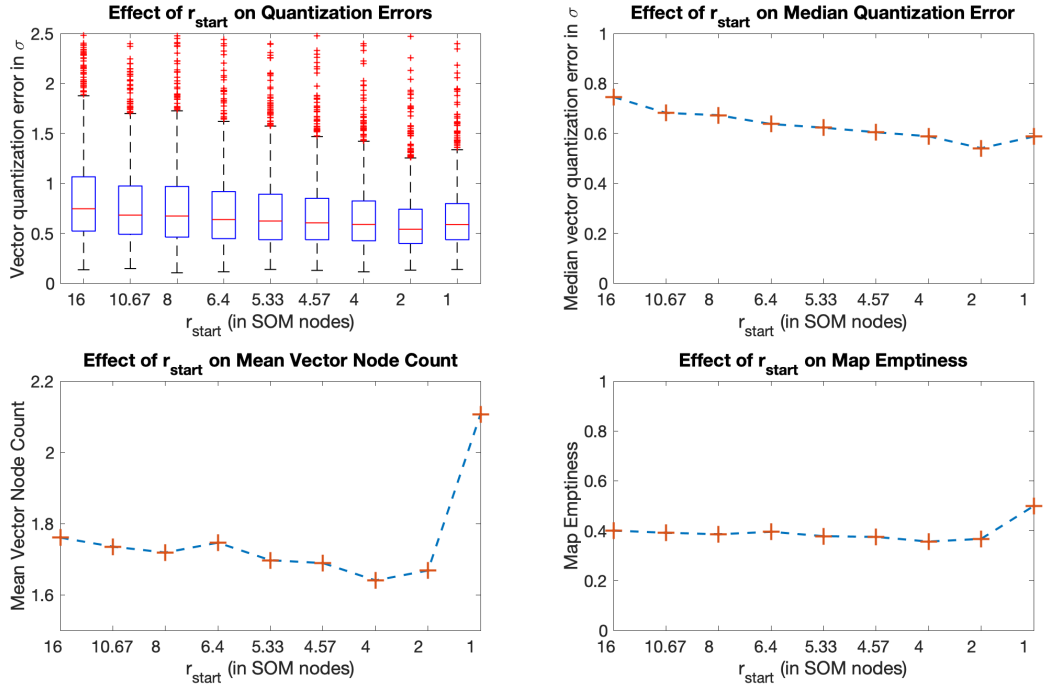 Effect of r_start on Quantization Errors
Vector quantization error in σ
2.5
2
1.5
1
0.5
0
16 10.67 8 6.4 5.33 4.57 4 2 1
r_start (in SOM nodes)
Effect of r_start on Median Quantization Error
Median vector quantization error in σ
1
0.8
0.6
0.4
0.2
0
16 10.67 8 6.4 5.33 4.57 4 2 1
r_start (in SOM nodes)
Effect of r_start on Mean Vector Node Count
Mean Vector Node Count
2.2
2
1.8
1.6
16 10.67 8 6.4 5.33 4.57 4 2 1
r_start (in SOM nodes)
Effect of r_start on Map Emptiness
Map Emptiness
1
0.8
0.6
0.4
0.2
0
16 10.67 8 6.4 5.33 4.57 4 2 1
r_start (in SOM nodes)